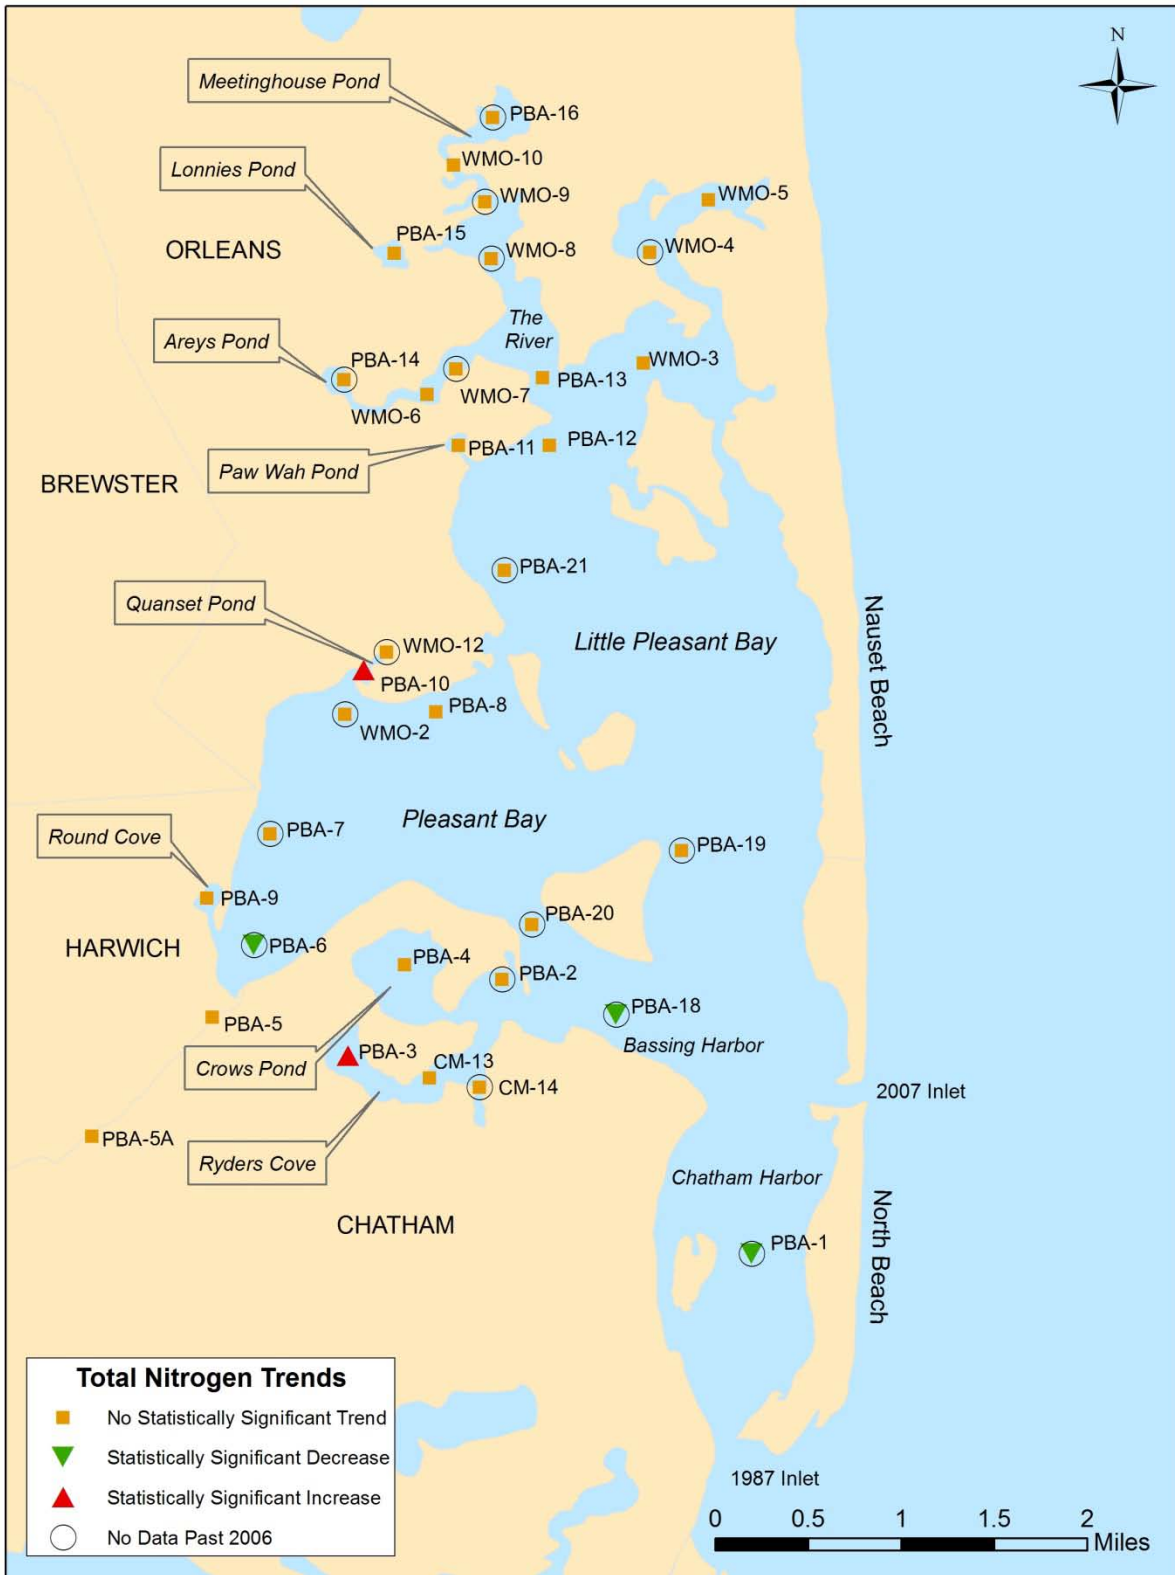 N
Meetinghouse Pond
PBA-16
WMO-10
Lonnies Pond
WMO-9
WMO-5
PBA-15
ORLEANS
WMO-8
WMO-4
The
River
Areys Pond
PBA-14
WMO-3
PBA-13
WMO-7
WMO-6
PBA-12
PBA-11
Paw Wah Pond
BREWSTER
PBA-21
Quanset Pond
Little Pleasant Bay
Nauset Beach
WMO-12
PBA-10
PBA-8
WMO-2
Pleasant Bay
Round Cove
PBA-7
PBA-19
PBA-9
PBA-20
HARWICH
PBA-6
PBA-4
PBA-2
PBA-18
PBA-5
Bassing Harbor
PBA-3
CM-13
Crows Pond
CM-14
2007 Inlet
PBA-5A
Ryders Cove
Chatham Harbor
CHATHAM
North Beach
PBA-1
Total Nitrogen Trends
No Statistically Significant Trend
Statistically Significant Decrease
Statistically Significant Increase
No Data Past 2006
1987 Inlet
0 0.5 1 1.5 2
Miles